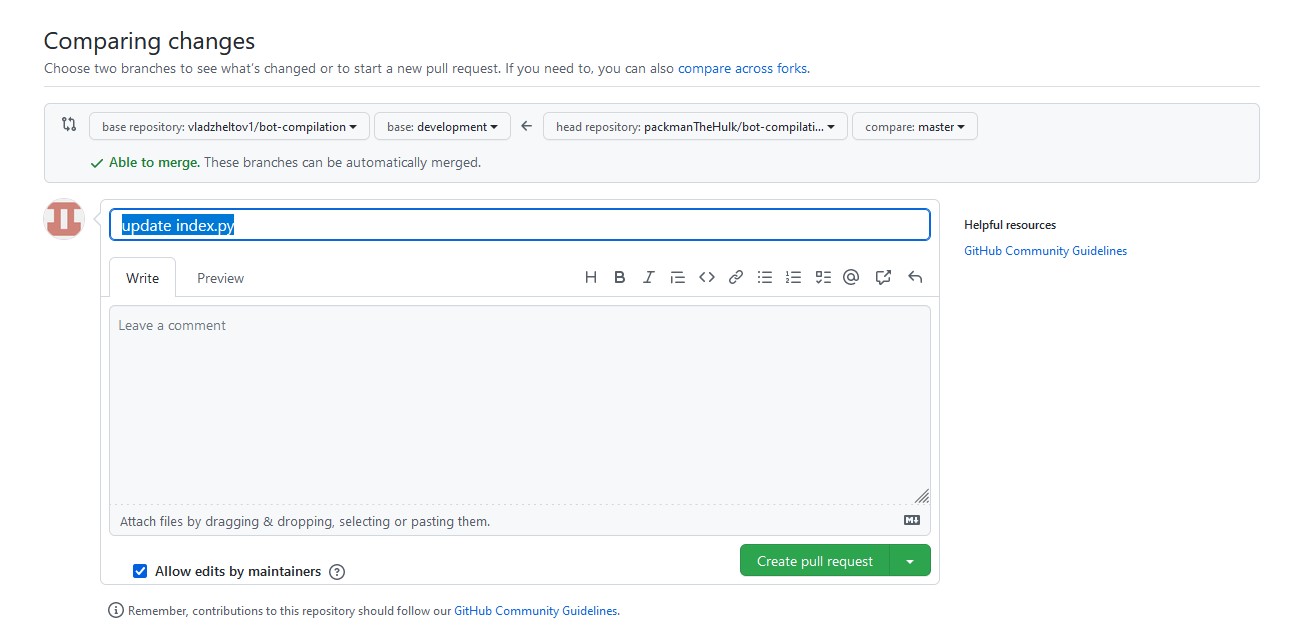 Comparing changes
Choose two branches to see what's changed or to start a new pull request. If you need to, you can also compare across forks.
base repository: vladzheltov1/bot-compilation base: development head repository: packmanTheHulk/bot-compilati... compare: master
Able to merge. These branches can be automatically merged.
update index.py
Helpful resources
GitHub Community Guidelines
Write Preview
Leave a comment
Attach files by dragging & dropping, selecting or pasting them.
Create pull request
Allow edits by maintainers
Remember, contributions to this repository should follow our GitHub Community Guidelines.